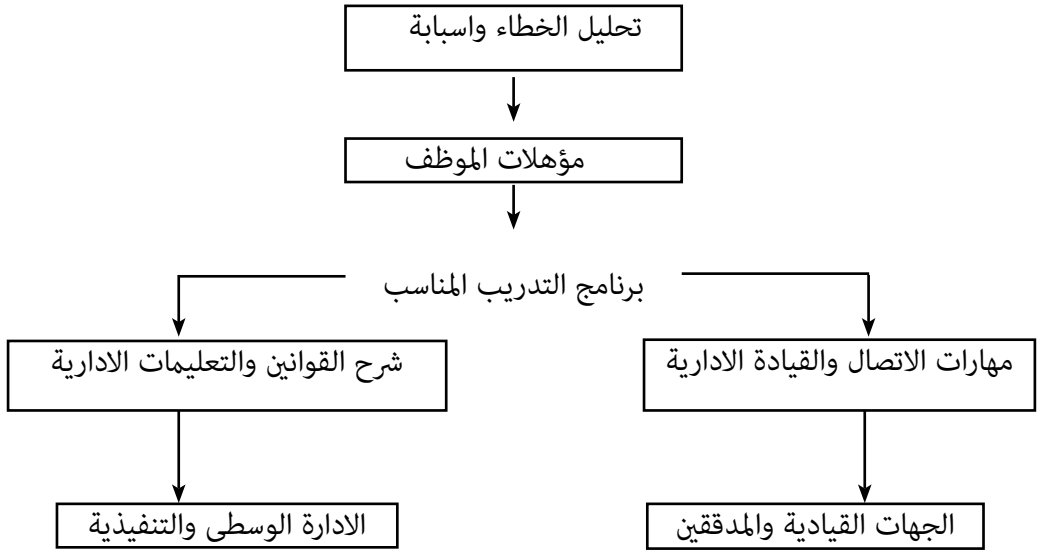 تحليل الخطاء واسبابة
مؤهلات الموظف
برنامج التدريب المناسب
مهارات الاتصال والقيادة الادارية
شرح القوانين والتعليمات الادارية
الجهات القيادية والمدققين
الادارة الوسطى والتنفيذية